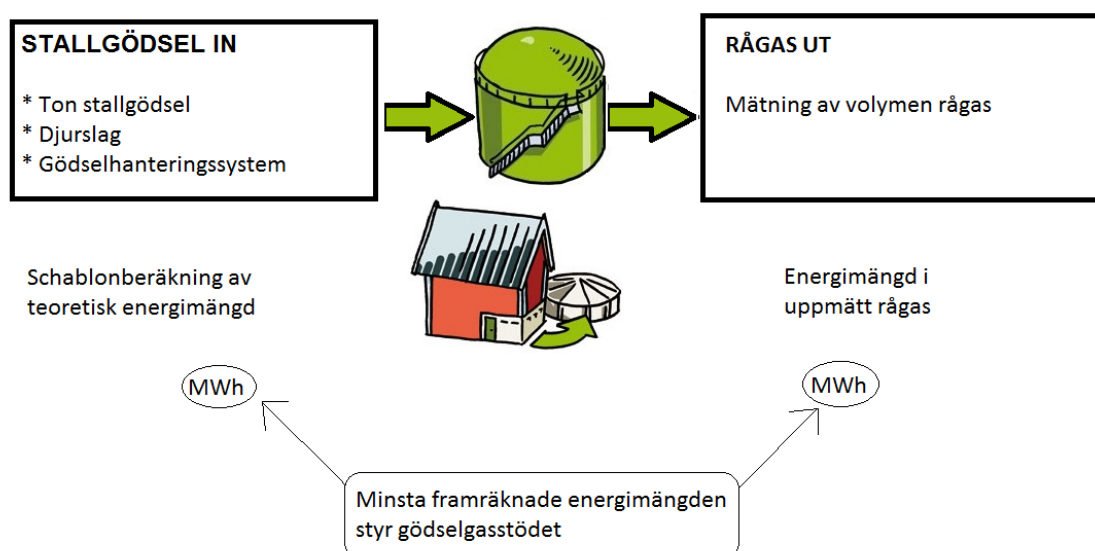 STALLGÖDSEL IN
* Ton stallgödsel
* Djurslag
* Gödselhanteringssystem
RÅGAS UT
Mätning av volymen rågas
Schablonberäkning av
teoretisk energimängd
Energimängd i
uppmätt rågas
MWh
MWh
Minsta framräknade energimängden
styr gödselgasstödet